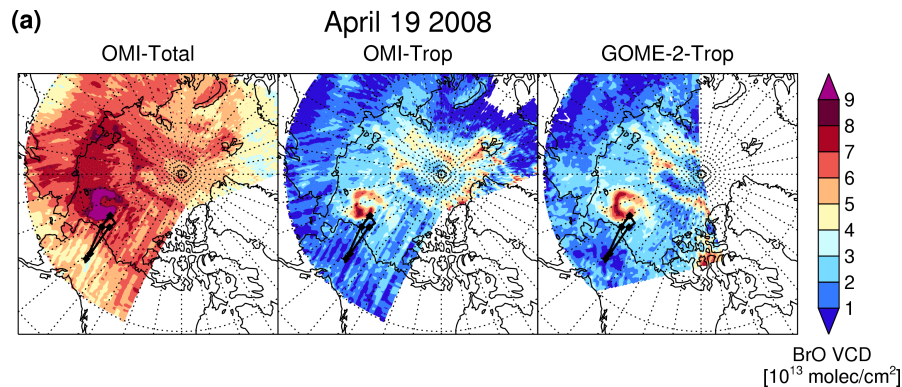 (a)
April 19 2008
OMI-Total
OMI-Trop
GOME-2-Trop
9
8
7
6
5
4
3
2
1
BrO VCD
[10¹³ molec/cm²]